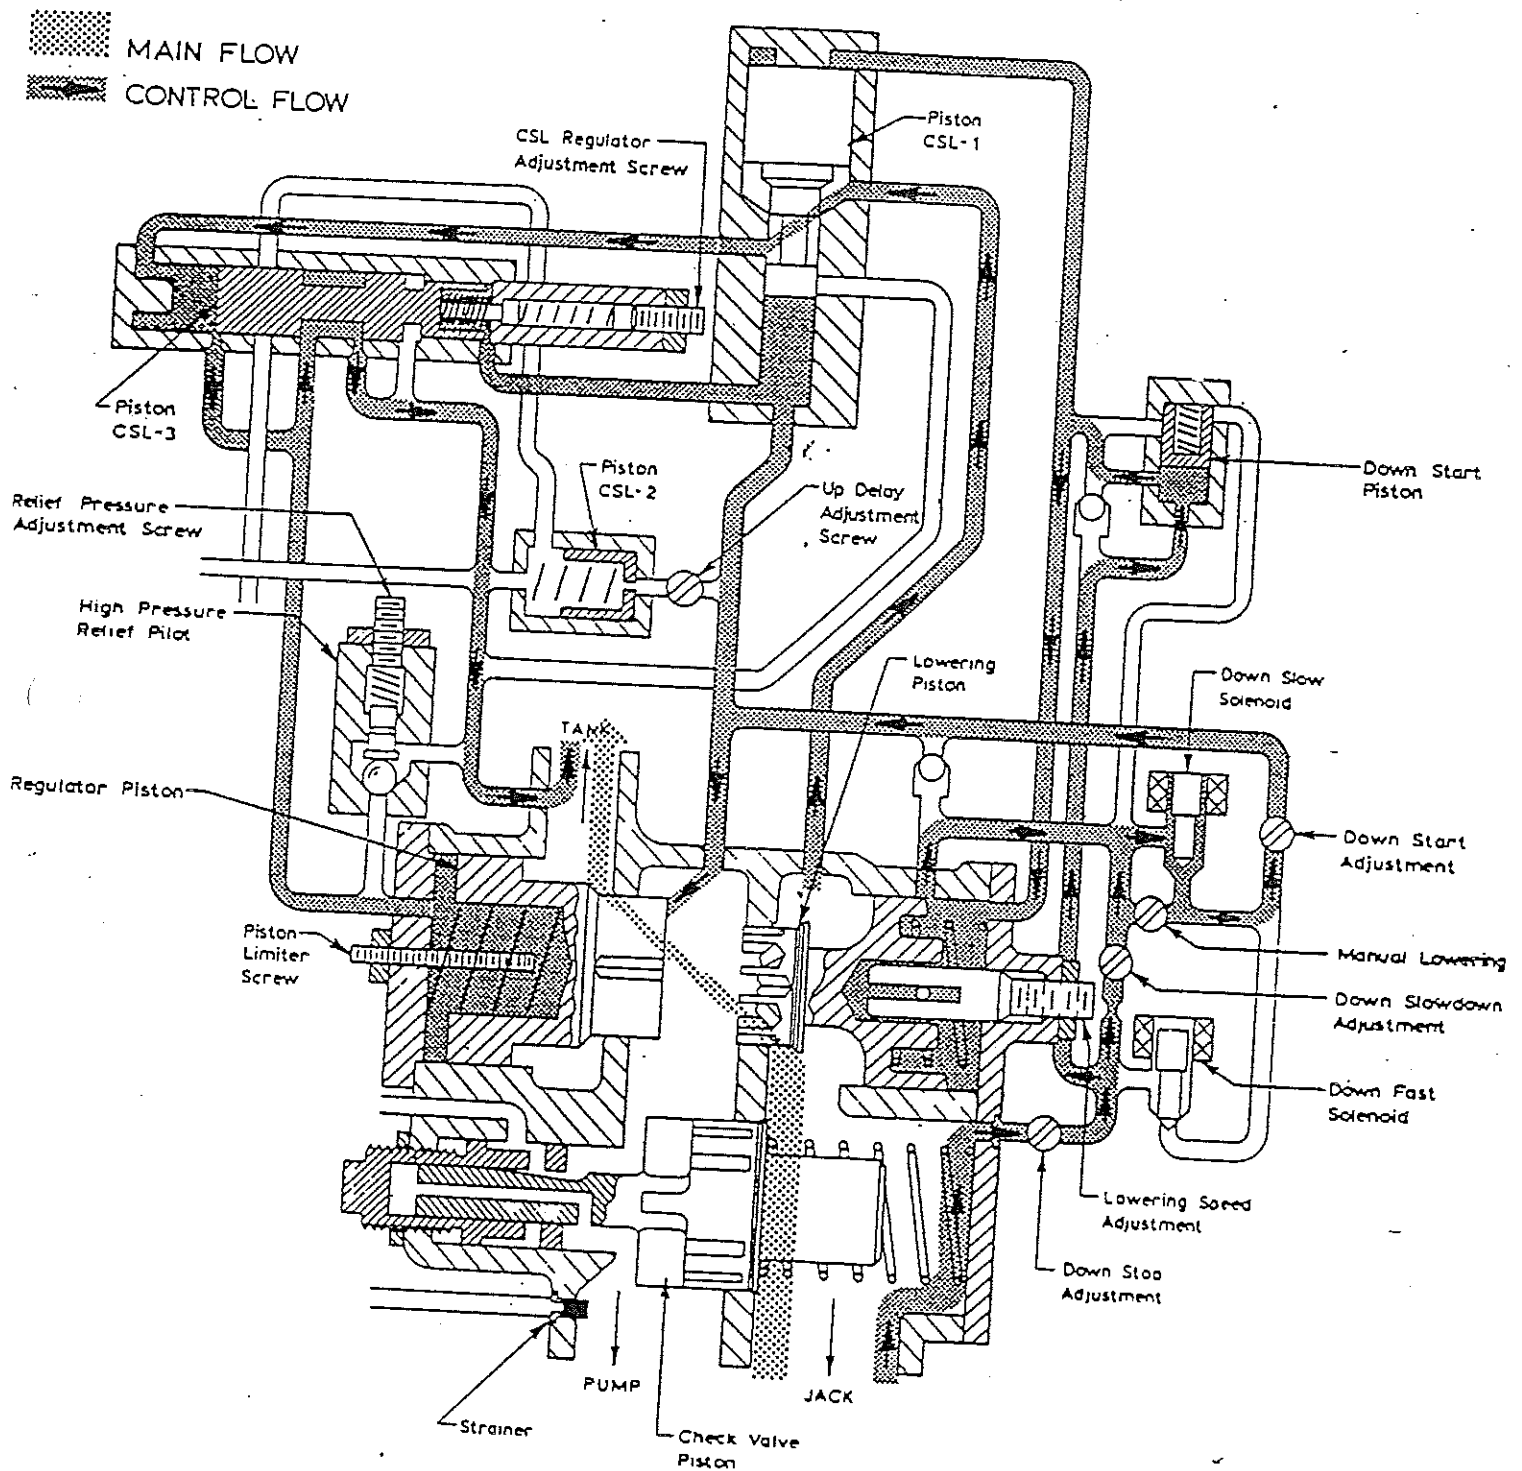 MAIN FLOW
CONTROL FLOW
Piston
CSL-1
CSL Regulator
Adjustment Screw
Piston
CSL-3
Piston
CSL-2
Up Delay
Adjustment
Screw
Down Start
Piston
Relief Pressure
Adjustment Screw
High Pressure
Relief Pilot
Lowering
Piston
Down Slow
Solenoid
TANK
Regulator Piston
Down Start
Adjustment
Piston
Limiter
Screw
Manual Lowering
Down Slowdown
Adjustment
Down Fast
Solenoid
Lowering Speed
Adjustment
Down Stop
Adjustment
PUMP
JACK
Strainer
Check Valve
Piston